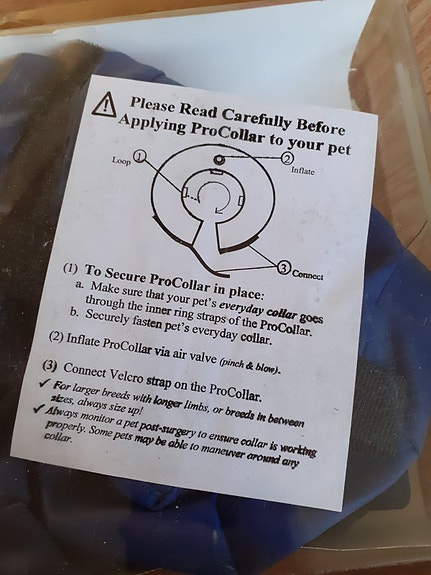 Please Read Carefully Before
Applying ProCollar to your pet
Loop 1
2
Inflate
3 Connect
(1) To Secure ProCollar in place:
a. Make sure that your pet's everyday collar goes
through the inner ring straps of the ProCollar.
b. Securely fasten pet's everyday collar.
(2) Inflate ProCollar via air valve (pinch & blow).
(3) Connect Velcro strap on the ProCollar.
✓ For larger breeds with longer limbs, or breeds in between
sizes, always size up!
✓ Always monitor a pet post-surgery to ensure collar is working
properly. Some pets may be able to maneuver around any
collar.